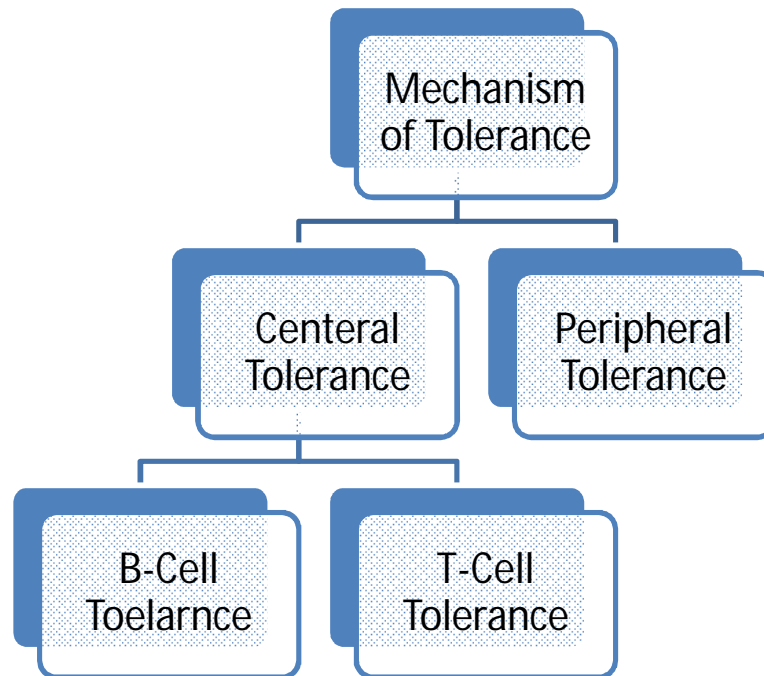 Mechanism
of Tolerance
Centeral
Tolerance
Peripheral
Tolerance
B-Cell
Toelarnce
T-Cell
Tolerance